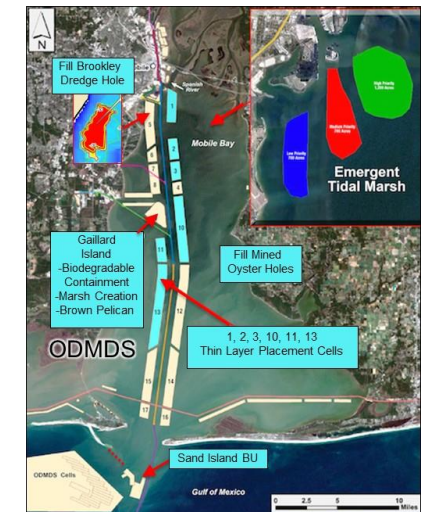 N
Fill Brookley
Dredge Hole
Spanish
River
Mobile Bay
High Priority
1,200 Acres
Medium Priority
Low Priority
Emergent
Tidal Marsh
1
2
3
4
10
11
13
12
15
14
17
16
Gaillard
Island
-Biodegradable
Containment
-Marsh Creation
-Brown Pelican
Fill Mined
Oyster Holes
ODMDS
1, 2, 3, 10, 11, 13
Thin Layer Placement Cells
Sand Island BU
ODMDS Cells
Gulf of Mexico
0 2.5 5 10
Miles